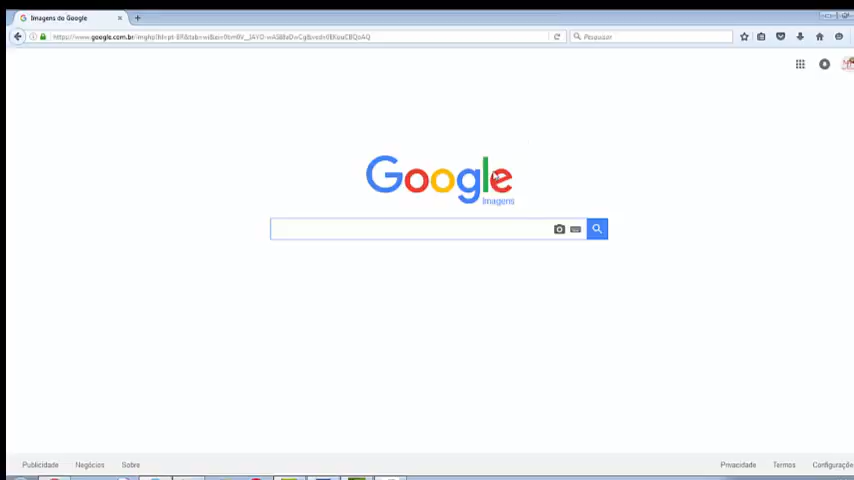 Imagens do Google
Pesquisar
Google
Imagens
Publicidade Negócios Sobre Privacidade Termos Configurações